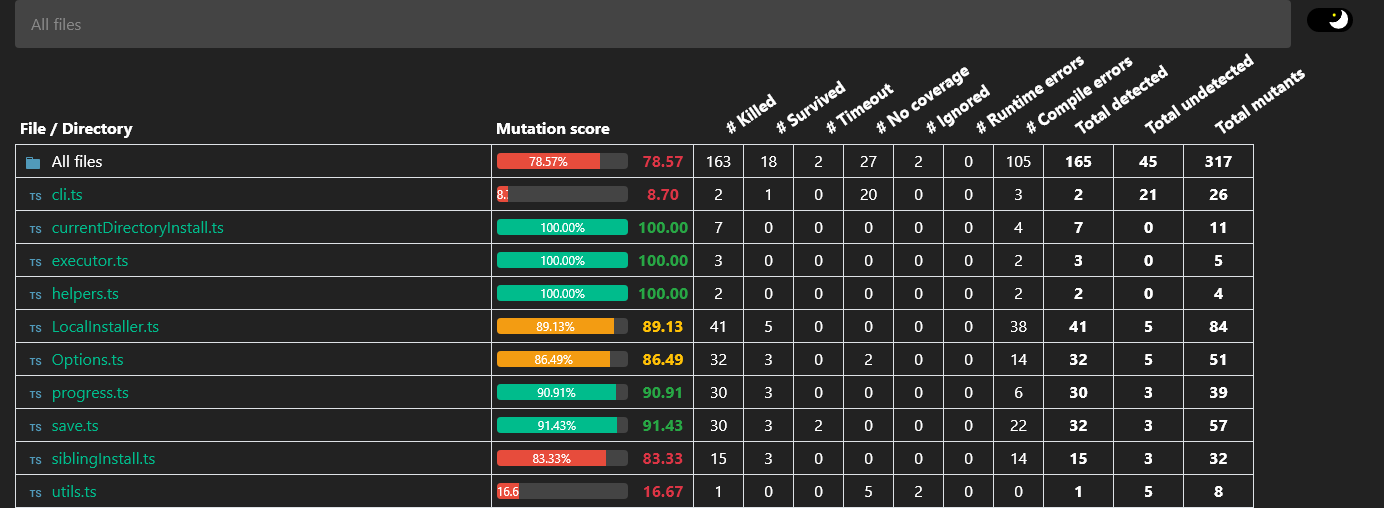 All files
File / Directory Mutation score # Killed # Survived # Timeout # No coverage # Ignored # Runtime errors # Compile errors Total detected Total undetected Total mutants
All files 78.57% 78.57 163 18 2 27 2 0 105 165 45 317
TS cli.ts 8.7 8.70 2 1 0 20 0 0 3 2 21 26
TS currentDirectoryInstall.ts 100.00% 100.00 7 0 0 0 0 0 4 7 0 11
TS executor.ts 100.00% 100.00 3 0 0 0 0 0 2 3 0 5
TS helpers.ts 100.00% 100.00 2 0 0 0 0 0 2 2 0 4
TS LocalInstaller.ts 89.13% 89.13 41 5 0 0 0 0 38 41 5 84
TS Options.ts 86.49% 86.49 32 3 0 2 0 0 14 32 5 51
TS progress.ts 90.91% 90.91 30 3 0 0 0 0 6 30 3 39
TS save.ts 91.43% 91.43 30 3 2 0 0 0 22 32 3 57
TS siblingInstall.ts 83.33% 83.33 15 3 0 0 0 0 14 15 3 32
TS utils.ts 16.6 16.67 1 0 0 5 2 0 0 1 5 8